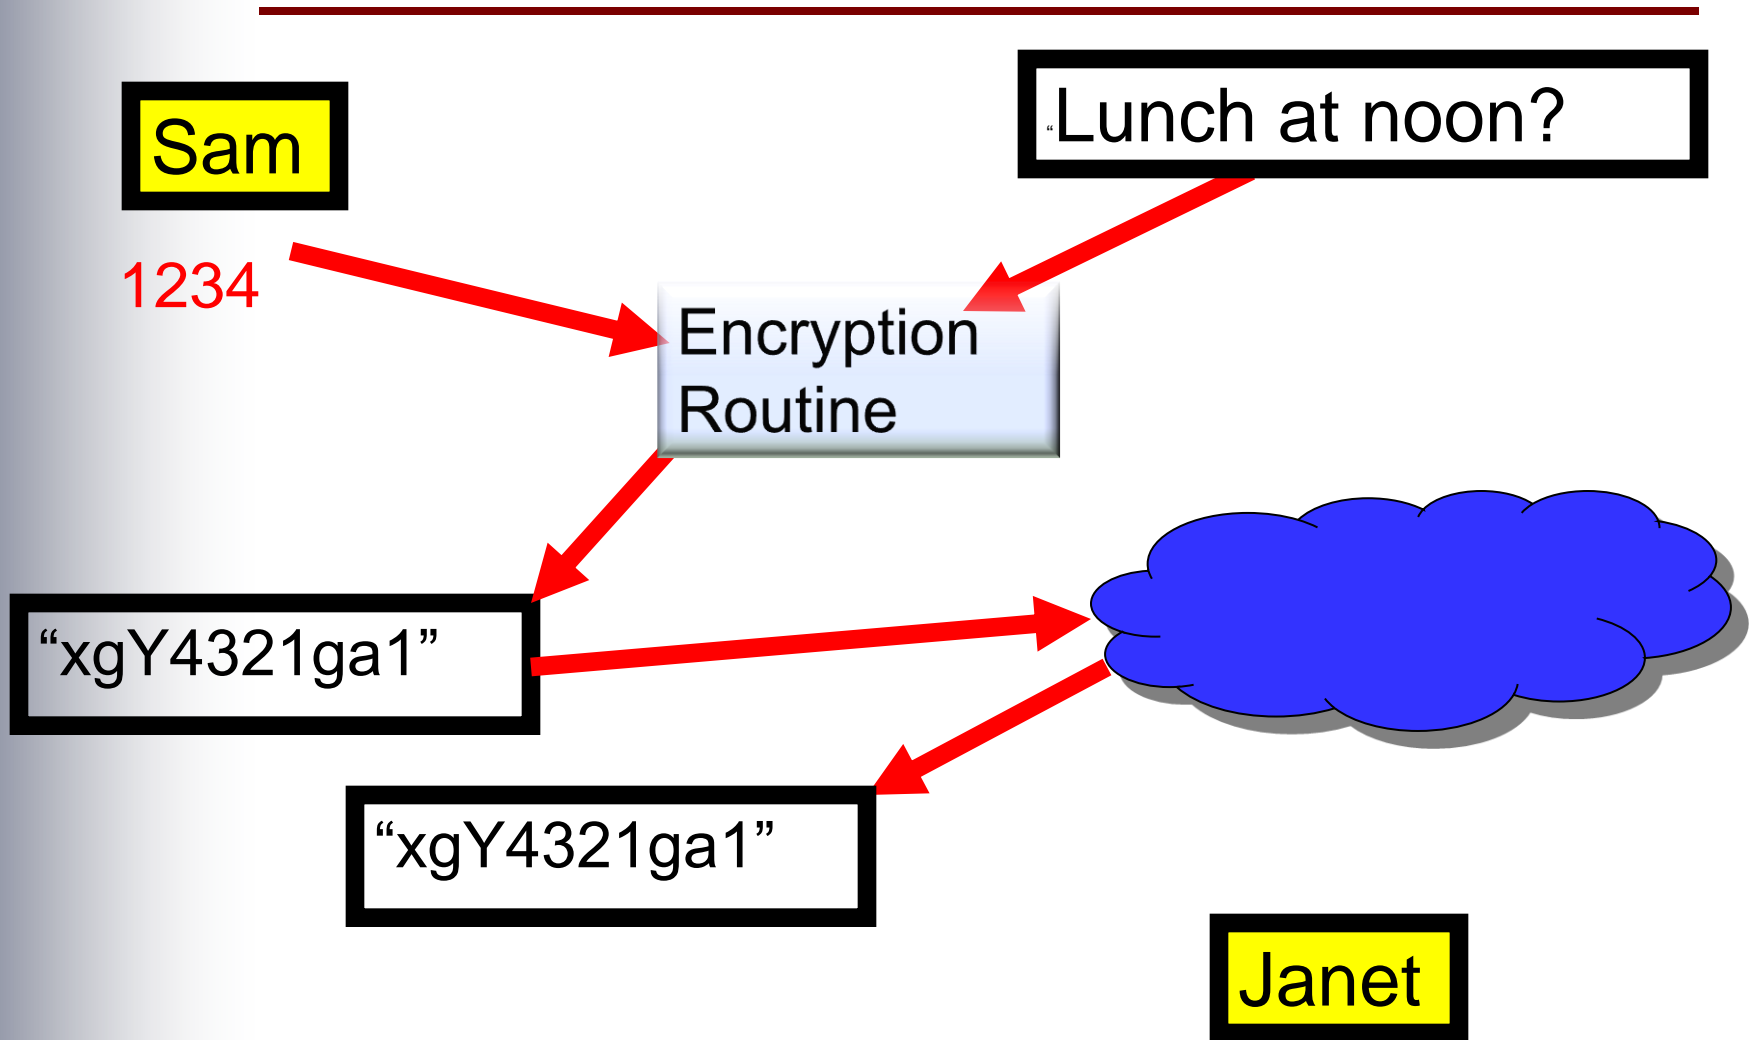 Sam
“Lunch at noon?
1234
Encryption
Routine
“xgY4321ga1”
“xgY4321ga1”
Janet